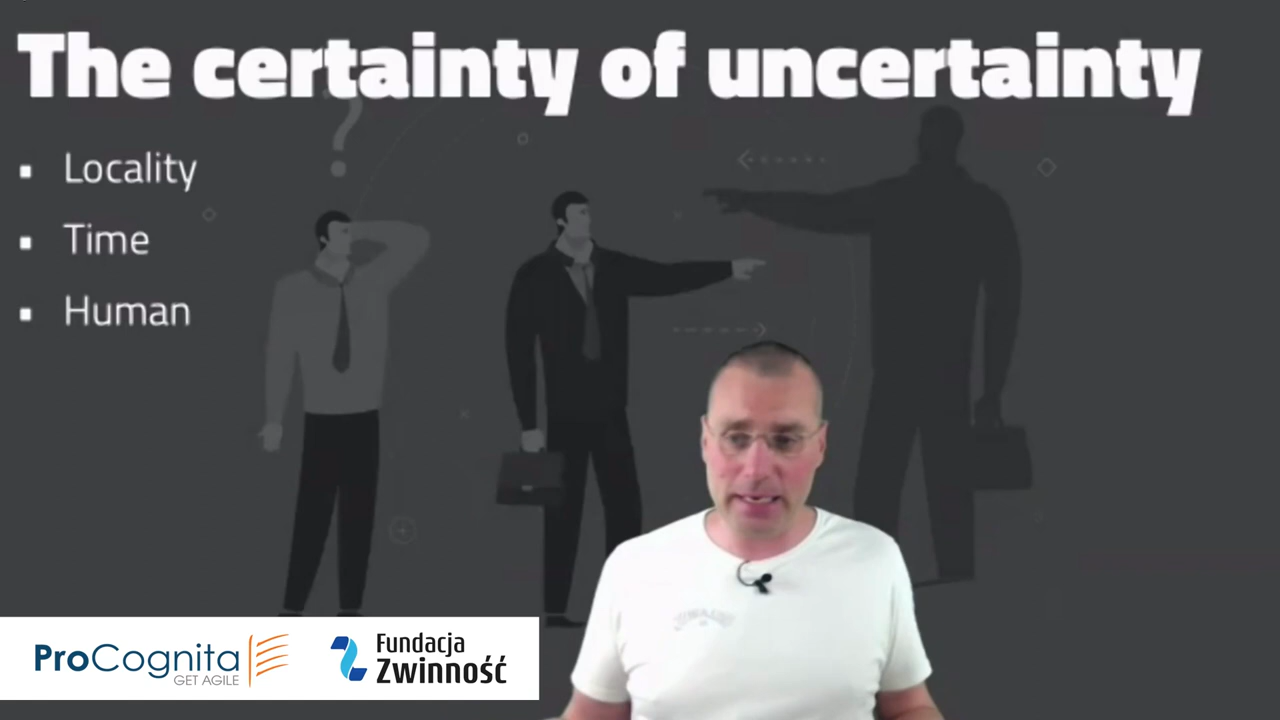 The certainty of uncertainty
Locality
Time
Human
ProCognita
GET AGILE
Fundacja
Zwinność